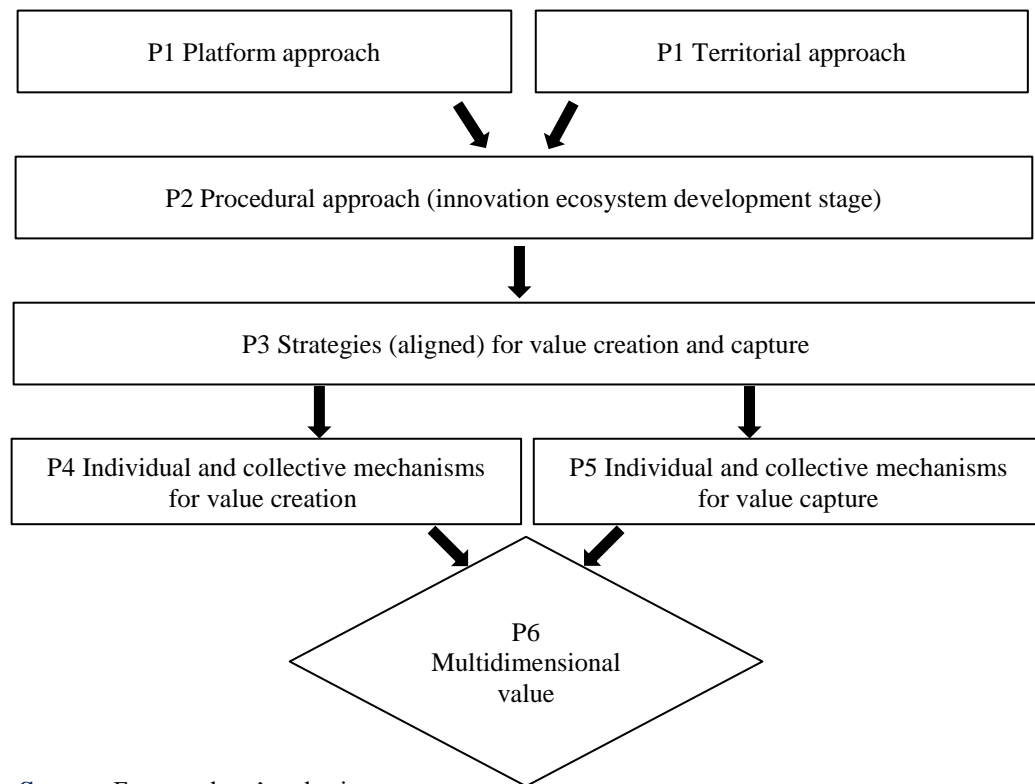 P1 Platform approach
P1 Territorial approach
P2 Procedural approach (innovation ecosystem development stage)
P3 Strategies (aligned) for value creation and capture
P4 Individual and collective mechanisms
for value creation
P5 Individual and collective mechanisms
for value capture
P6
Multidimensional
value